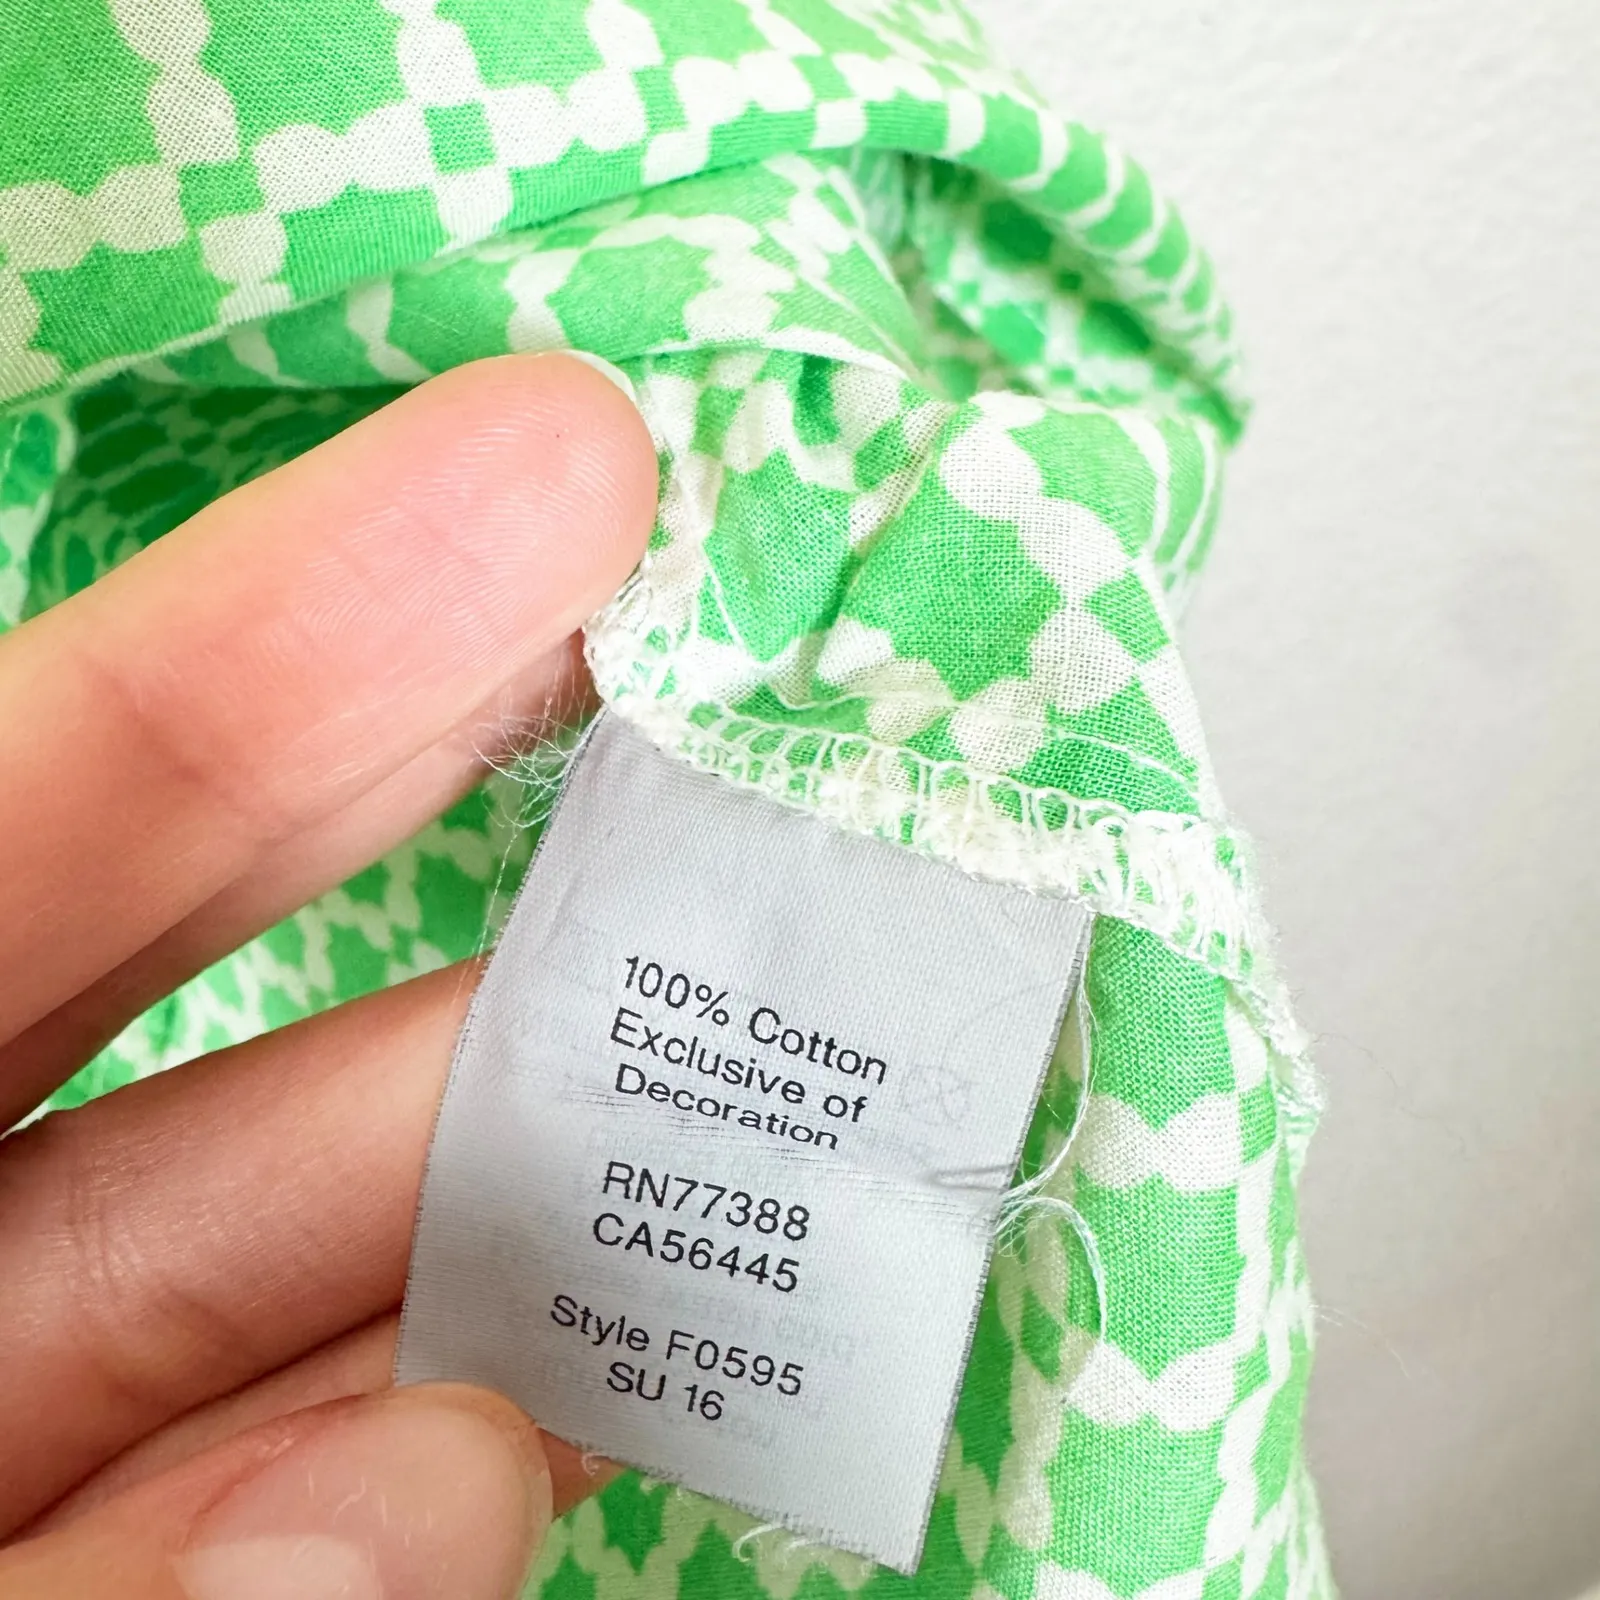 100% Cotton
Exclusive of
Decoration
RN77388
CA56445
Style F0595
SU 16